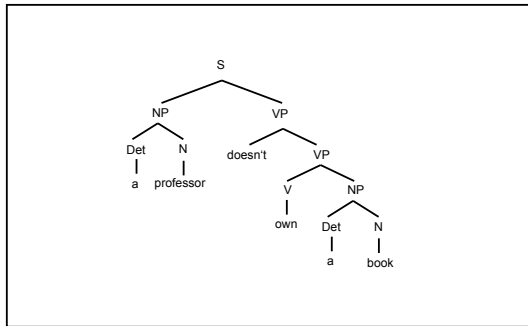 S
NP VP
Det N doesn't VP
a professor V NP
own Det N
a book